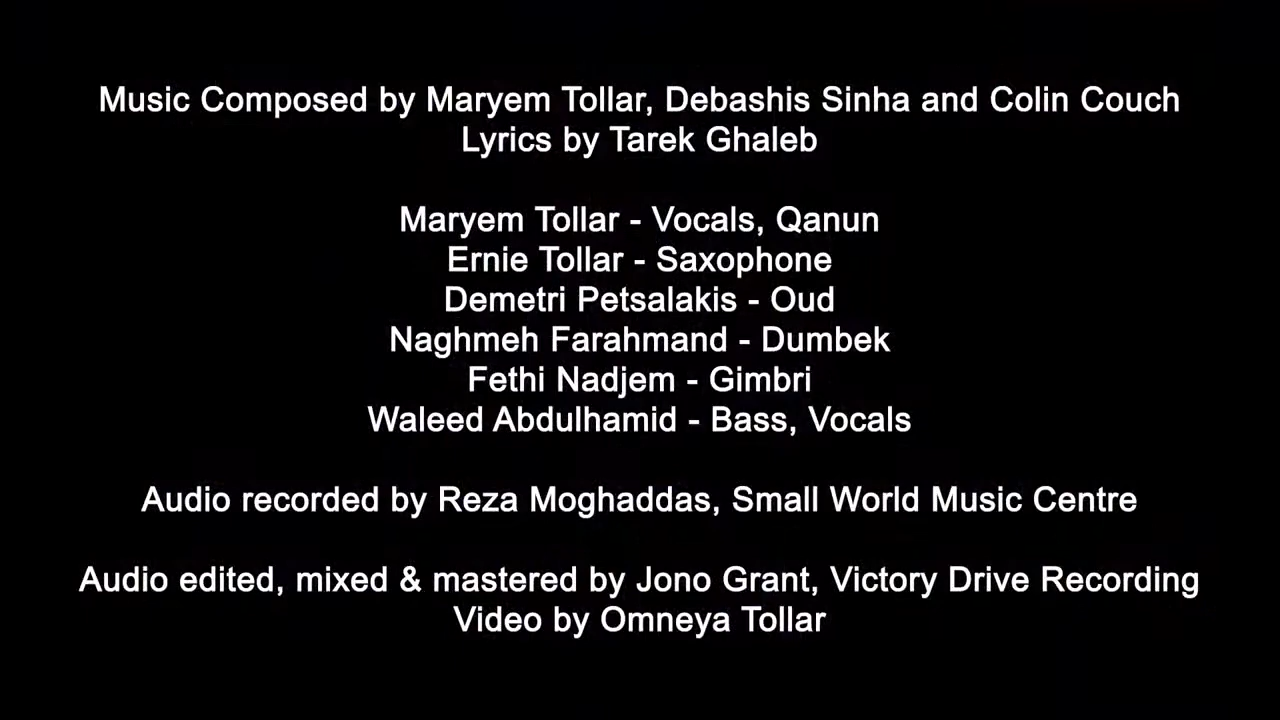 Music Composed by Maryem Tollar, Debashis Sinha and Colin Couch
Lyrics by Tarek Ghaleb
Maryem Tollar - Vocals, Qanun
Ernie Tollar - Saxophone
Demetri Petsalakis - Oud
Naghmeh Farahmand - Dumbek
Fethi Nadjem - Gimbri
Waleed Abdulhamid - Bass, Vocals
Audio recorded by Reza Moghaddas, Small World Music Centre
Audio edited, mixed & mastered by Jono Grant, Victory Drive Recording
Video by Omneya Tollar